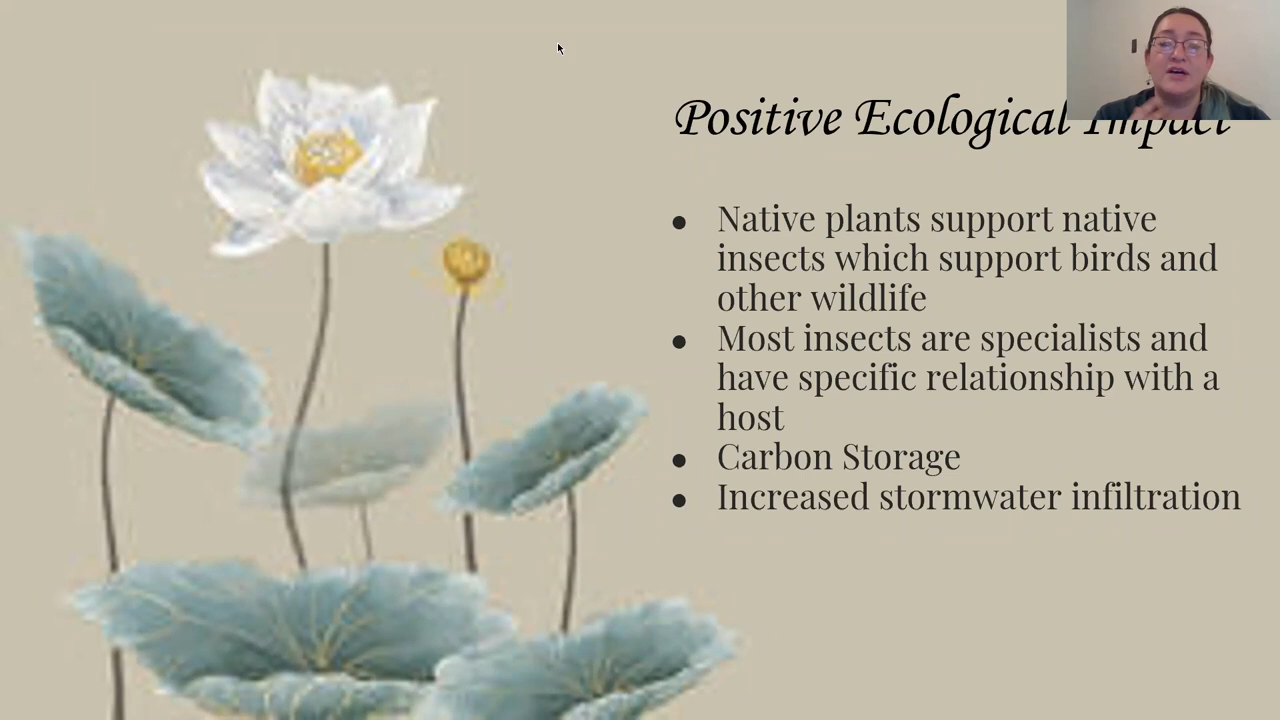 Positive Ecological Impact
● Native plants support native
insects which support birds and
other wildlife
● Most insects are specialists and
have specific relationship with a
host
● Carbon Storage
● Increased stormwater infiltration